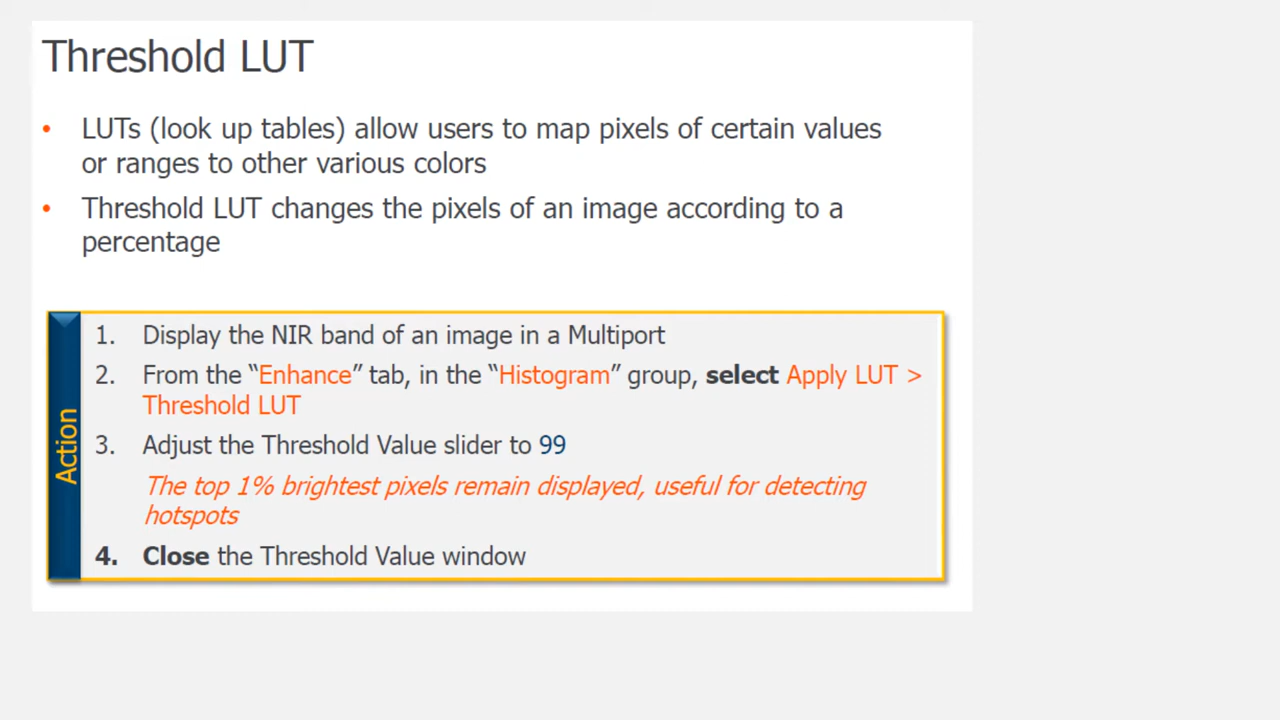 Threshold LUT
• LUTs (look up tables) allow users to map pixels of certain values
or ranges to other various colors
• Threshold LUT changes the pixels of an image according to a
percentage
Action
1. Display the NIR band of an image in a Multiport
2. From the “Enhance” tab, in the “Histogram” group, select Apply LUT >
Threshold LUT
3. Adjust the Threshold Value slider to 99
The top 1% brightest pixels remain displayed, useful for detecting
hotspots
4. Close the Threshold Value window